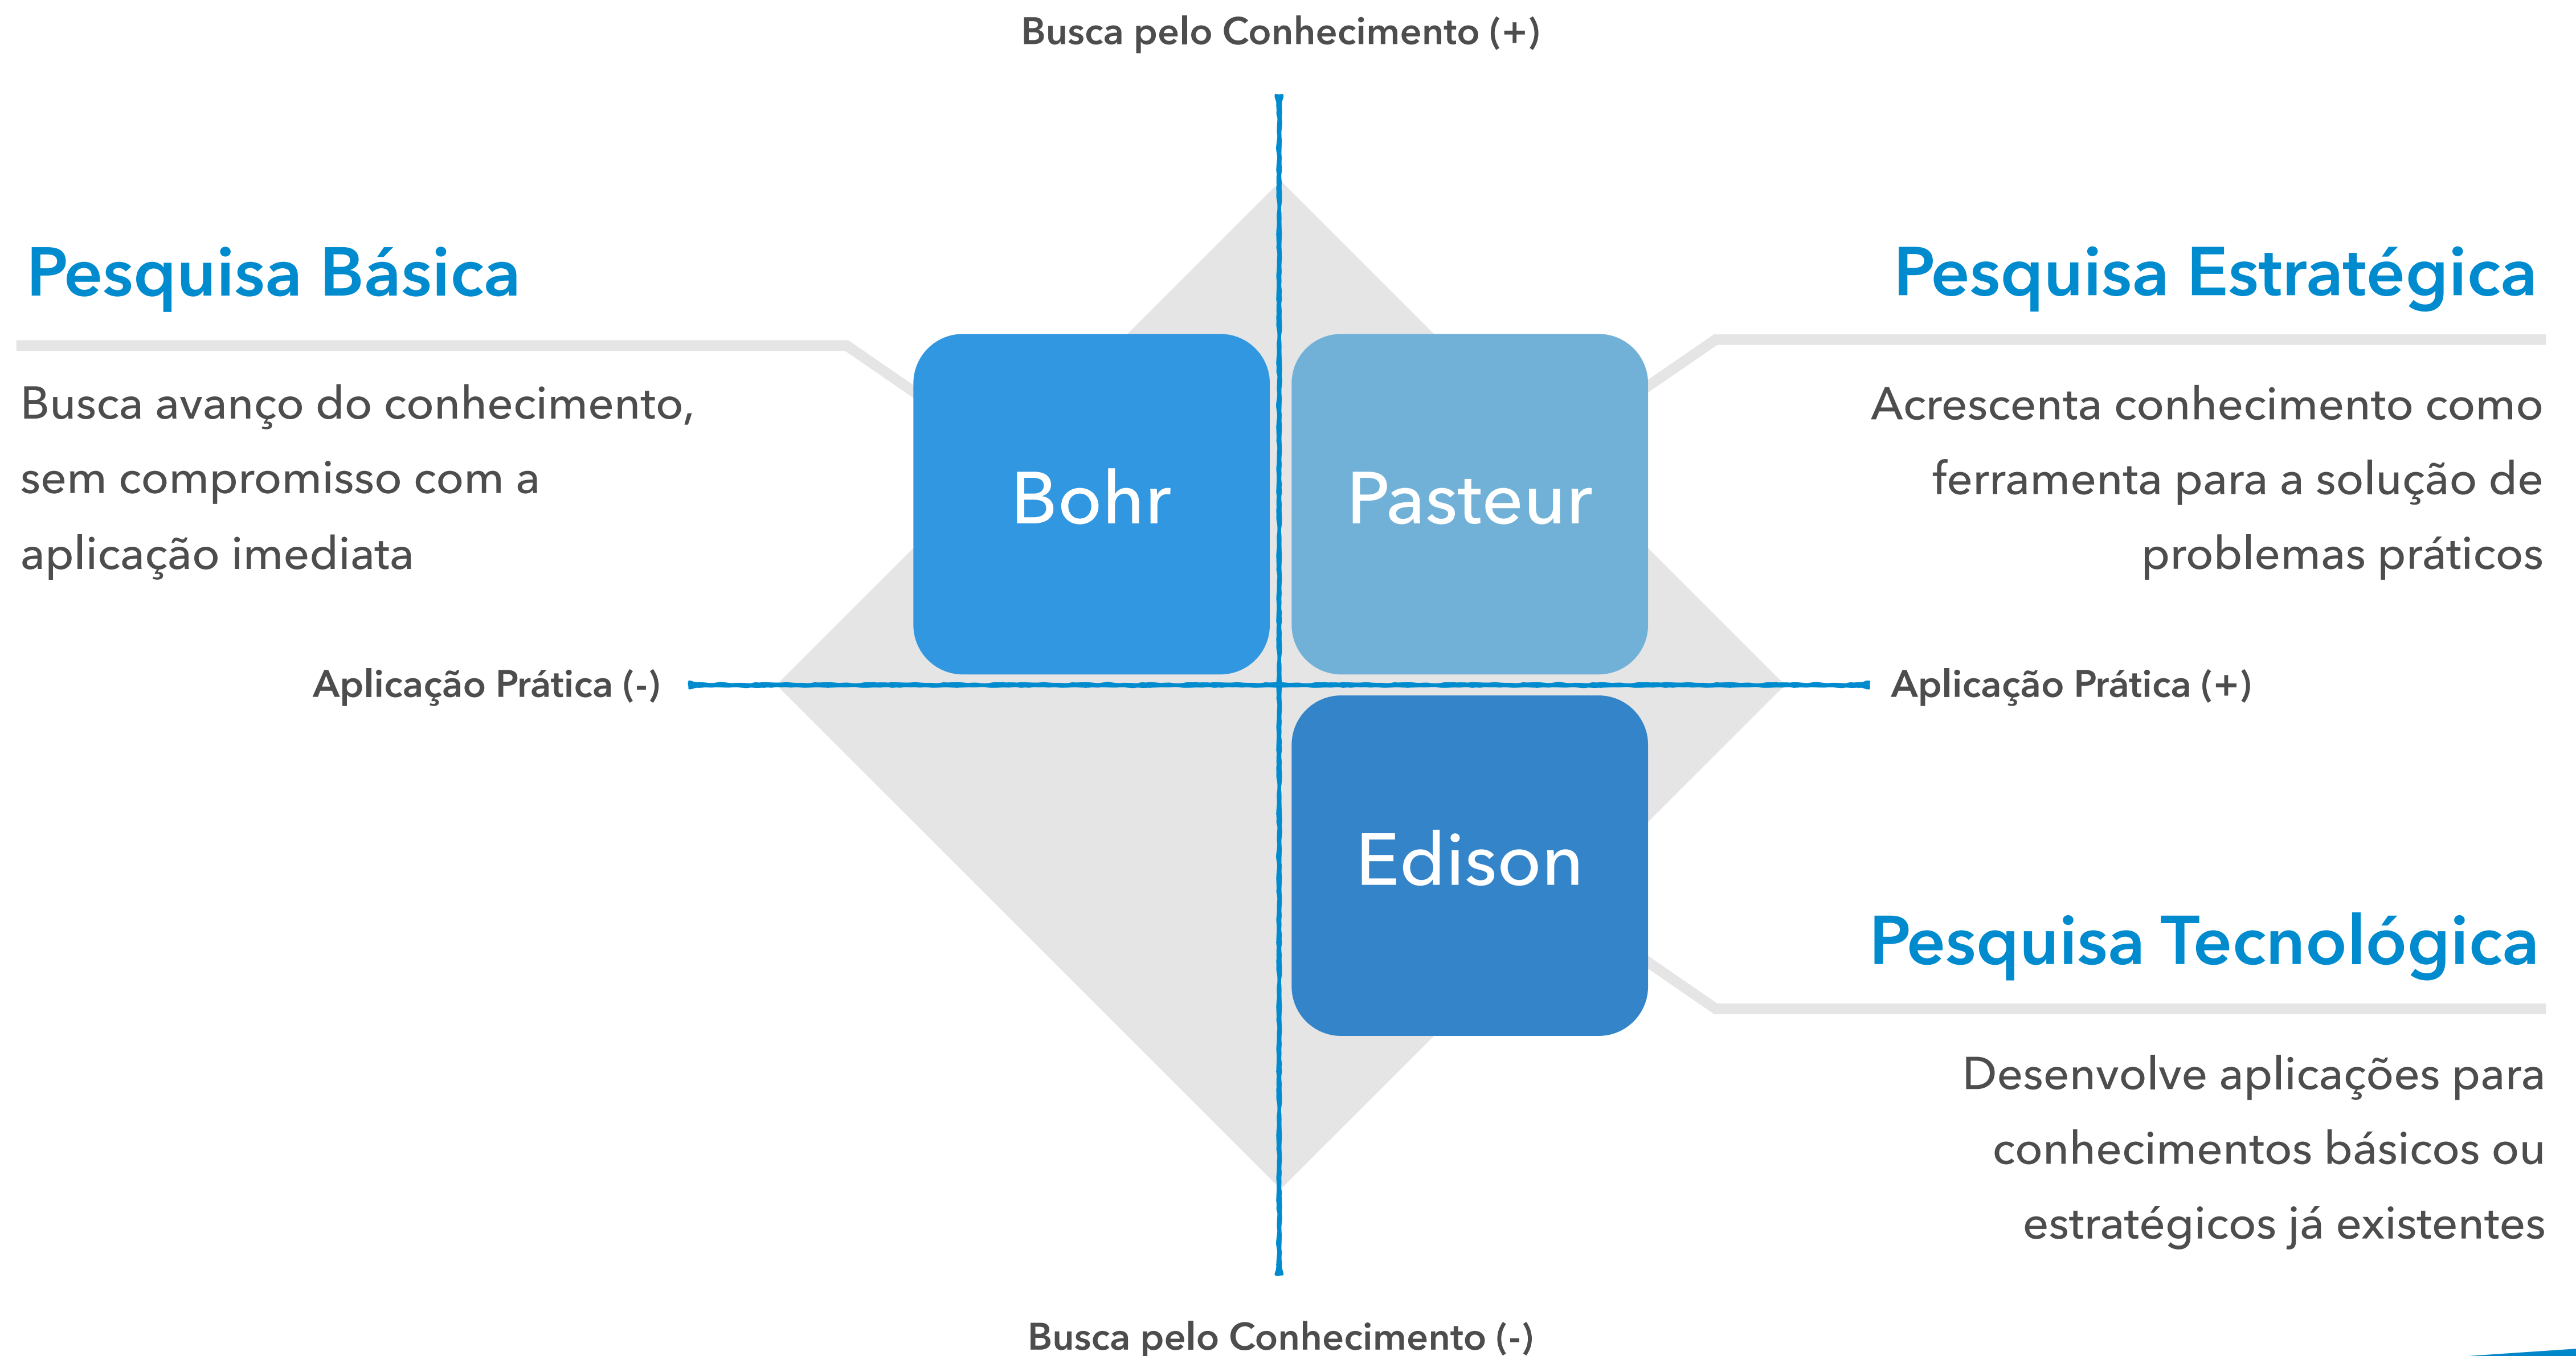 Busca pelo Conhecimento (+)
Pesquisa Básica
Busca avanço do conhecimento,
sem compromisso com a
aplicação imediata
Pesquisa Estratégica
Acrescenta conhecimento como
ferramenta para a solução de
problemas práticos
Bohr
Pasteur
Aplicação Prática (-)
Aplicação Prática (+)
Edison
Pesquisa Tecnológica
Desenvolve aplicações para
conhecimentos básicos ou
estratégicos já existentes
Busca pelo Conhecimento (-)